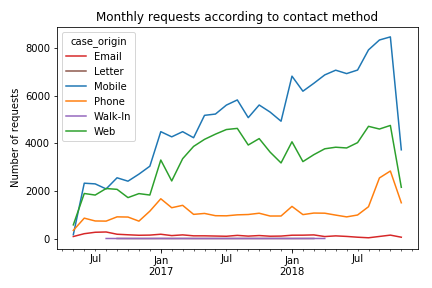 Monthly requests according to contact method
Number of requests
8000
6000
4000
2000
0
case_origin
Email
Letter
Mobile
Phone
Walk-In
Web
Jul
Jan
2017
Jul
Jan
2018
Jul